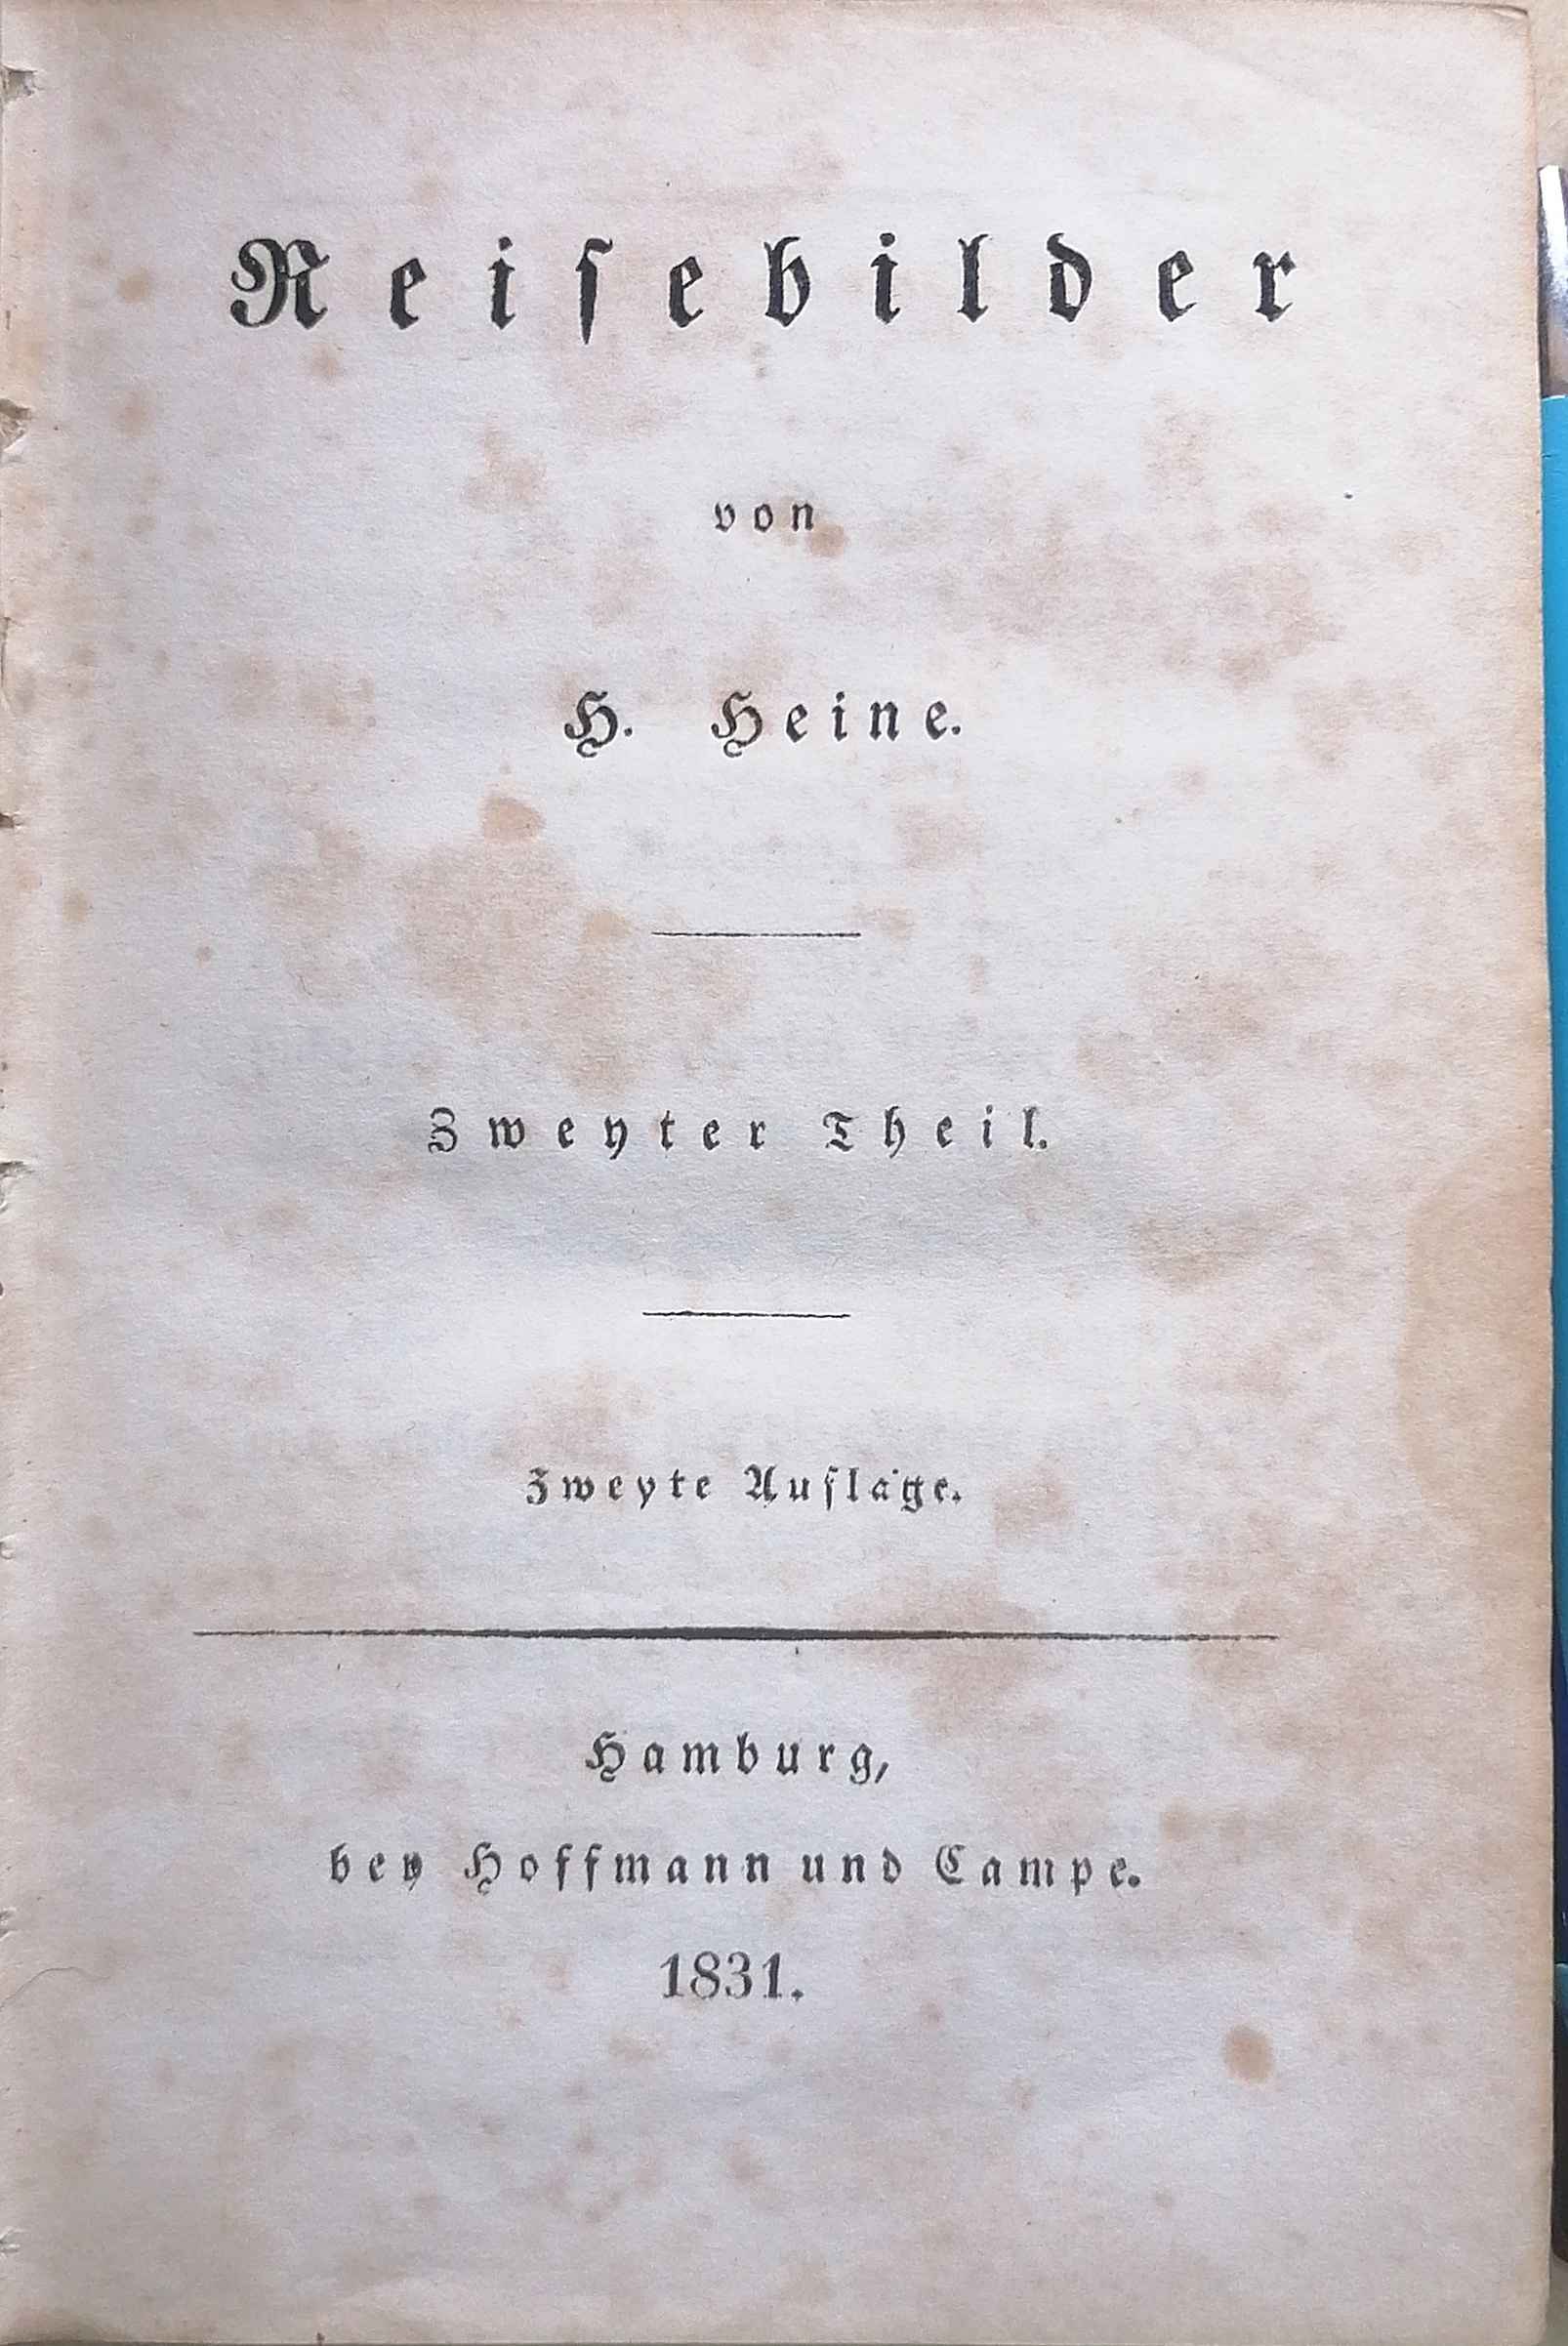 Reiſebilder
von
H. Heine.
Zweyter Theil.
Zweyte Auflage.
Hamburg,
bey Hoffmann und Campe.
1831.